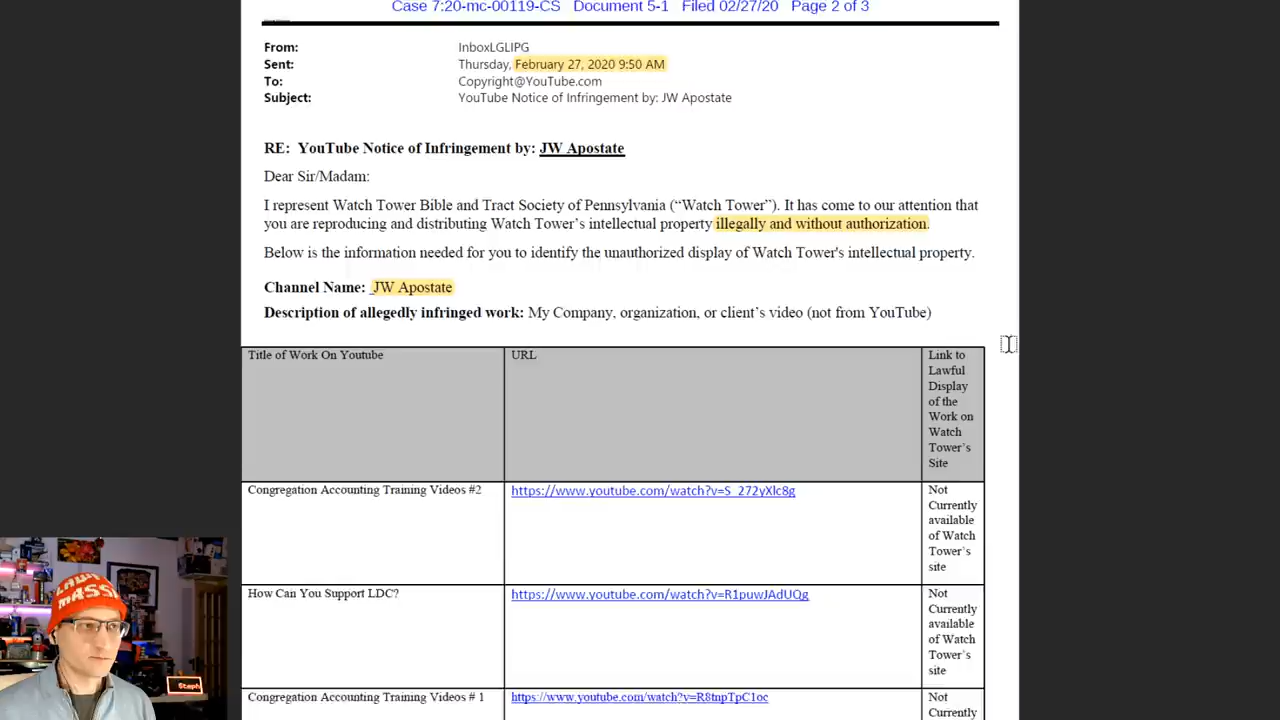 Case 7:20-mc-00119-CS Document 5-1 Filed 02/27/20 Page 2 of 3
From: InboxLGLIPG
Sent: Thursday, February 27, 2020 9:50 AM
To: Copyright@YouTube.com
Subject: YouTube Notice of Infringement by: JW Apostate
RE: YouTube Notice of Infringement by: JW Apostate
Dear Sir/Madam:
I represent Watch Tower Bible and Tract Society of Pennsylvania (“Watch Tower”). It has come to our attention that
you are reproducing and distributing Watch Tower’s intellectual property illegally and without authorization.
Below is the information needed for you to identify the unauthorized display of Watch Tower's intellectual property.
Channel Name: _JW Apostate
Description of allegedly infringed work: My Company, organization, or client’s video (not from YouTube)
Title of Work On Youtube
URL
Link to
Lawful
Display
of the
Work on
Watch
Tower’s
Site
Congregation Accounting Training Videos #2
https://www.youtube.com/watch?v=S_272yXlc8g
Not
Currently
available
of Watch
Tower’s
site
How Can You Support LDC?
https://www.youtube.com/watch?v=R1puwJAdUQg
Not
Currently
available
of Watch
Tower’s
site
Congregation Accounting Training Videos # 1
https://www.youtube.com/watch?v=R8tnpTpC1oc
Not
Currently